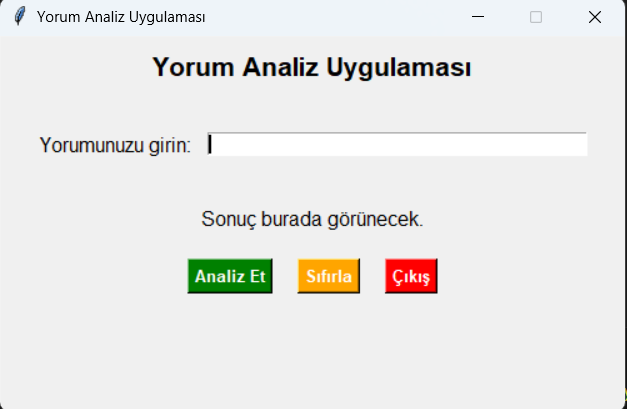 Yorum Analiz Uygulaması
Yorum Analiz Uygulaması
Yorumunuzu girin:
Sonuç burada görünecek.
Analiz Et Sıfırla Çıkış